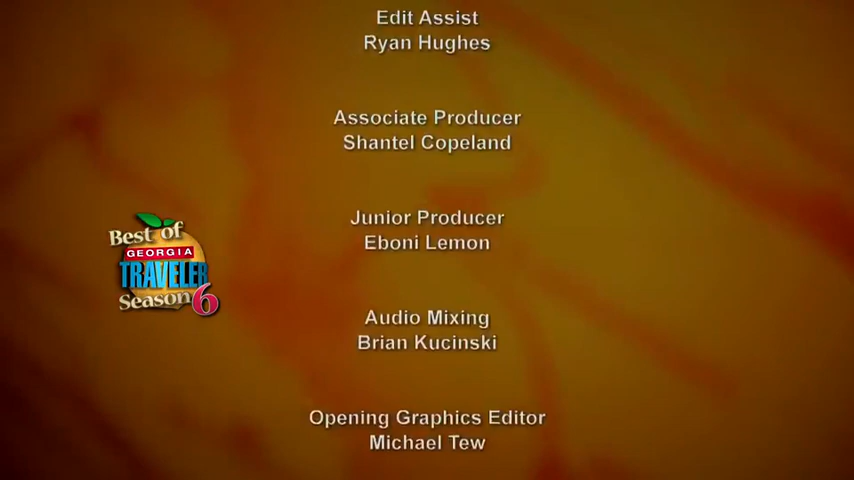 Edit Assist
Ryan Hughes
Associate Producer
Shantel Copeland
Junior Producer
Eboni Lemon
Best of
GEORGIA
TRAVELER
Season 6
Audio Mixing
Brian Kucinski
Opening Graphics Editor
Michael Tew